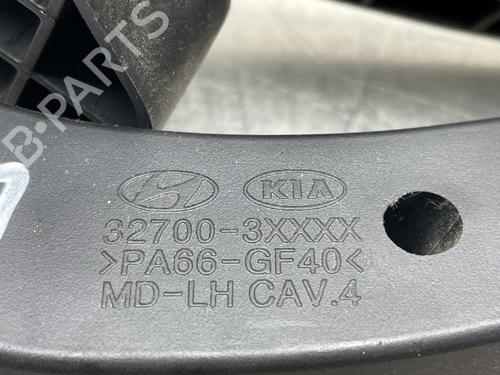 B-PARTS
KIA
32700-3XXXX
>PA66-GF40<
MD-LH CAV.4